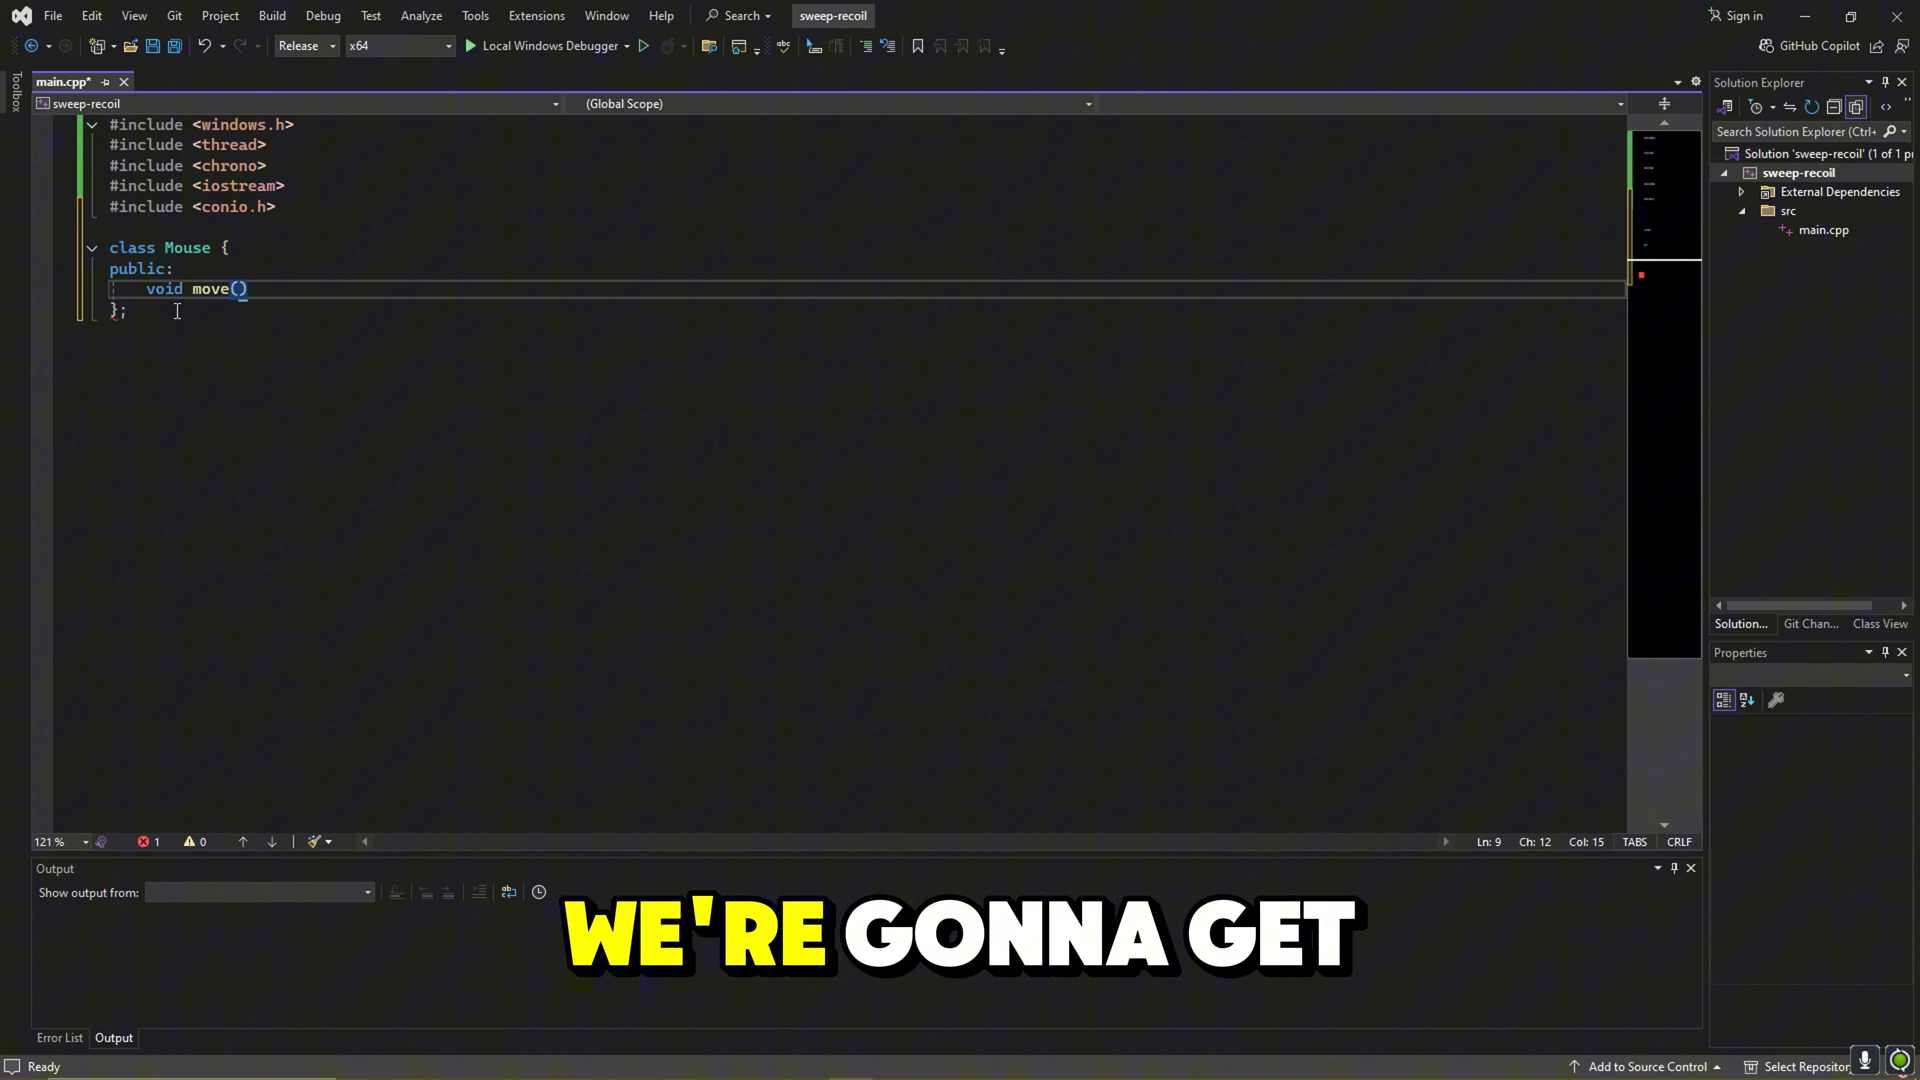 File Edit View Git Project Build Debug Test Analyze Tools Extensions Window Help Search sweep-recoil Sign in
Release x64 Local Windows Debugger GitHub Copilot
Toolbox
main.cpp*
sweep-recoil (Global Scope)
#include <windows.h>
#include <thread>
#include <chrono>
#include <iostream>
#include <conio.h>
class Mouse {
public:
void move()
};
Solution Explorer
Search Solution Explorer (Ctrl+
Solution 'sweep-recoil' (1 of 1 pr
sweep-recoil
External Dependencies
src
main.cpp
Solution... Git Chan... Class View
Properties
121 % 1 0 Ln: 9 Ch: 12 Col: 15 TABS CRLF
Output
Show output from:
WE'RE GONNA GET
Error List Output
Ready Add to Source Control Select Repository